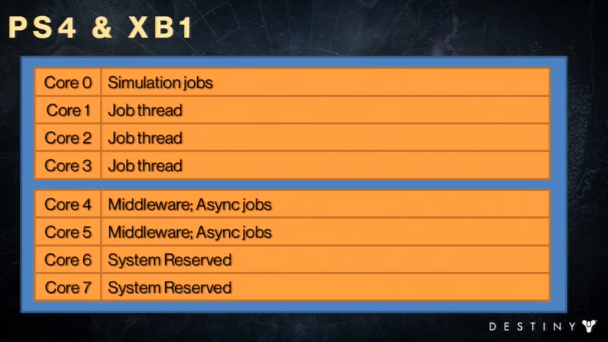 PS4 & XB1
Core 0 Simulation jobs
Core 1 Job thread
Core 2 Job thread
Core 3 Job thread
Core 4 Middleware; Async jobs
Core 5 Middleware; Async jobs
Core 6 System Reserved
Core 7 System Reserved
DESTINY